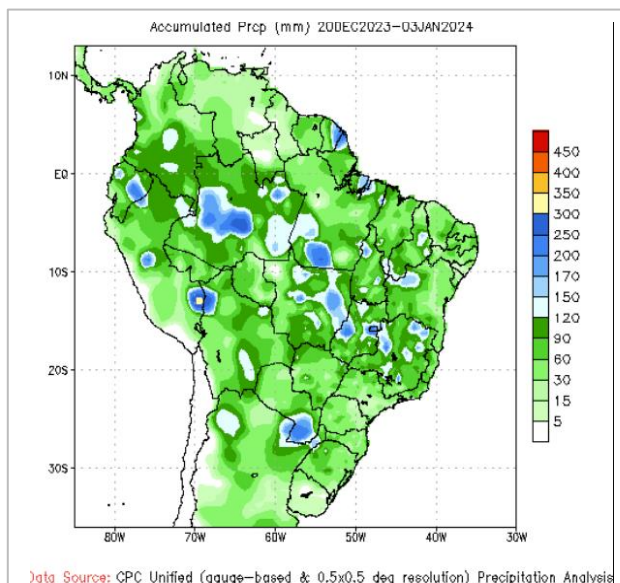 Accumulated Prcp (mm) 20DEC2023-03JAN2024
10N
EQ
10S
20S
30S
80W 70W 60W 50W 40W 30W
450
400
350
300
250
200
170
150
120
90
60
30
15
5
Data Source: CPC Unified (gauge-based & 0.5x0.5 deg resolution) Precipitation Analysis